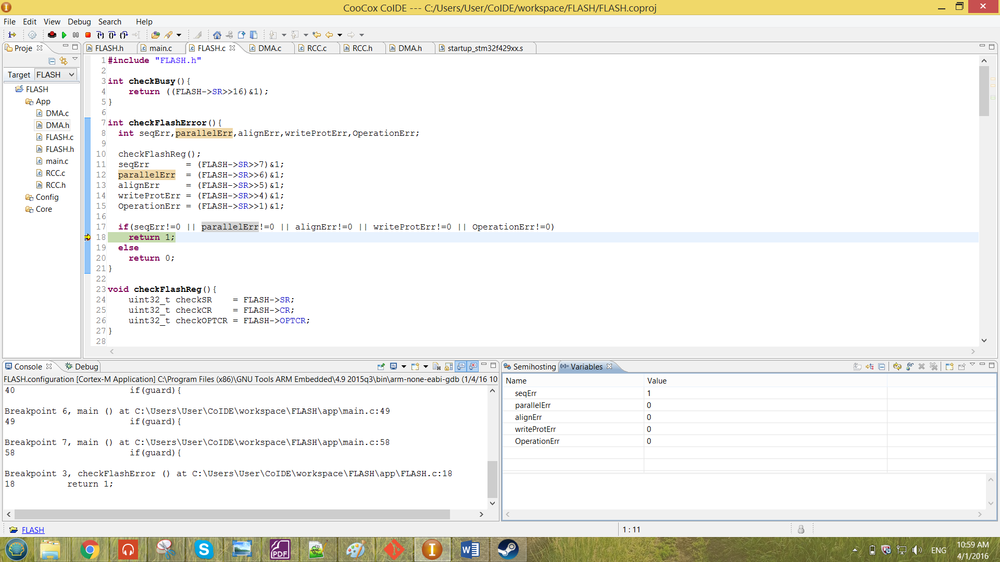 CooCox CoIDE --- C:/Users/User/CoIDE/workspace/FLASH/FLASH.coproj
File Edit View Debug Search Help
Proje
FLASH.h main.c FLASH.c DMA.c RCC.c RCC.h DMA.h startup_stm32f429xx.s
Target FLASH
FLASH
App
DMA.c
DMA.h
FLASH.c
FLASH.h
main.c
RCC.c
RCC.h
Config
Core
1 #include "FLASH.h"
2
3 int checkBusy(){
4 return ((FLASH->SR>>16)&1);
5 }
6
7 int checkFlashError(){
8 int seqErr,parallelErr,alignErr,writeProtErr,OperationErr;
9
10 checkFlashReg();
11 seqErr = (FLASH->SR>>7)&1;
12 parallelErr = (FLASH->SR>>6)&1;
13 alignErr = (FLASH->SR>>5)&1;
14 writeProtErr = (FLASH->SR>>4)&1;
15 OperationErr = (FLASH->SR>>1)&1;
16
17 if(seqErr!=0 || parallelErr!=0 || alignErr!=0 || writeProtErr!=0 || OperationErr!=0)
18 return 1;
19 else
20 return 0;
21 }
22
23 void checkFlashReg(){
24 uint32_t checkSR = FLASH->SR;
25 uint32_t checkCR = FLASH->CR;
26 uint32_t checkOPTCR = FLASH->OPTCR;
27 }
28
Console Debug
FLASH.configuration [Cortex-M Application] C:\Program Files (x86)\GNU Tools ARM Embedded\4.9 2015q3\bin\arm-none-eabi-gdb (1/4/16 10
40 if(guard){
Breakpoint 6, main () at C:\Users\User\CoIDE\workspace\FLASH\app\main.c:49
49 if(guard){
Breakpoint 7, main () at C:\Users\User\CoIDE\workspace\FLASH\app\main.c:58
58 if(guard){
Breakpoint 3, checkFlashError () at C:\Users\User\CoIDE\workspace\FLASH\app\FLASH.c:18
18 return 1;
Semihosting Variables
Name Value
seqErr 1
parallelErr 0
alignErr 0
writeProtErr 0
OperationErr 0
FLASH
1 : 11
PDF
ENG
10:59 AM
4/1/2016